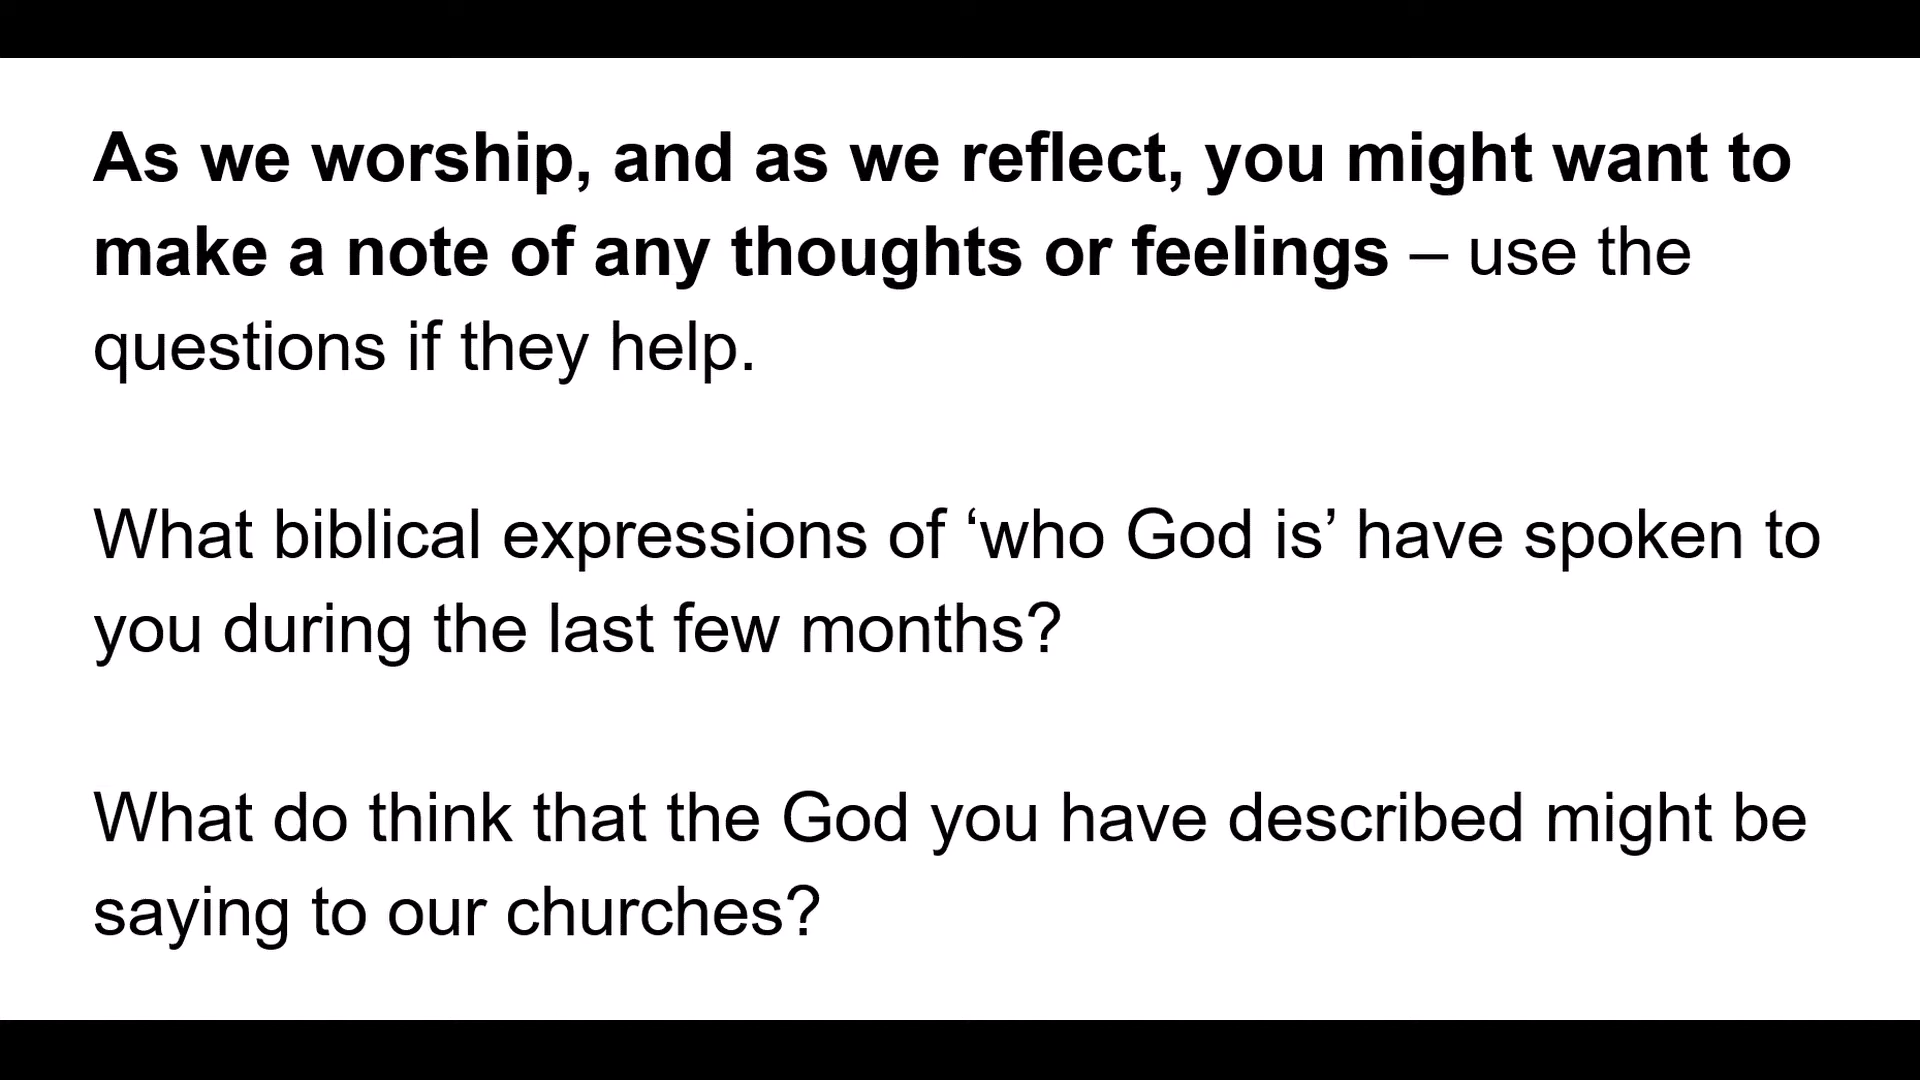 As we worship, and as we reflect, you might want to
make a note of any thoughts or feelings – use the
questions if they help.
What biblical expressions of ‘who God is’ have spoken to
you during the last few months?
What do think that the God you have described might be
saying to our churches?